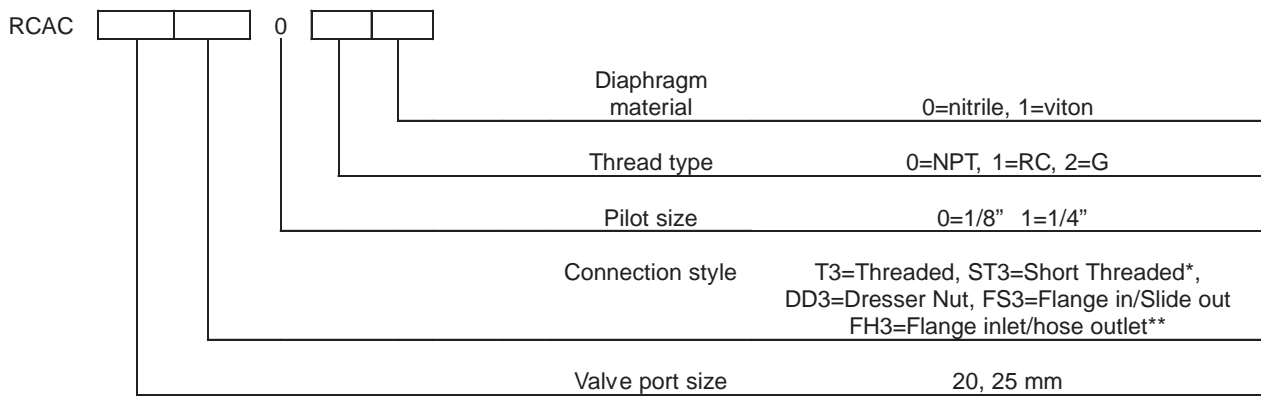 RCAC 0
Diaphragm
material 0=nitrile, 1=viton
Thread type 0=NPT, 1=RC, 2=G
Pilot size 0=1/8” 1=1/4”
Connection style T3=Threaded, ST3=Short Threaded*,
DD3=Dresser Nut, FS3=Flange in/Slide out
FH3=Flange inlet/hose outlet**
Valve port size 20, 25 mm